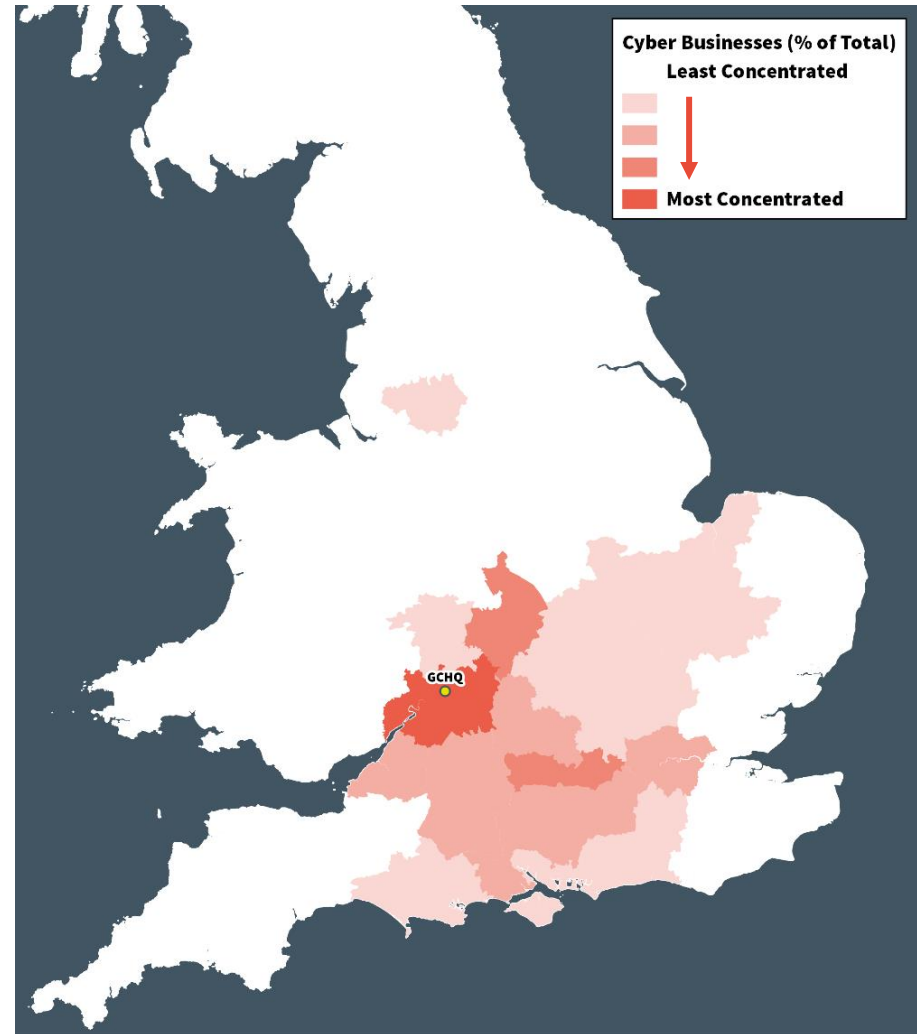 Cyber Businesses (% of Total)
Least Concentrated
Most Concentrated
GCHQ